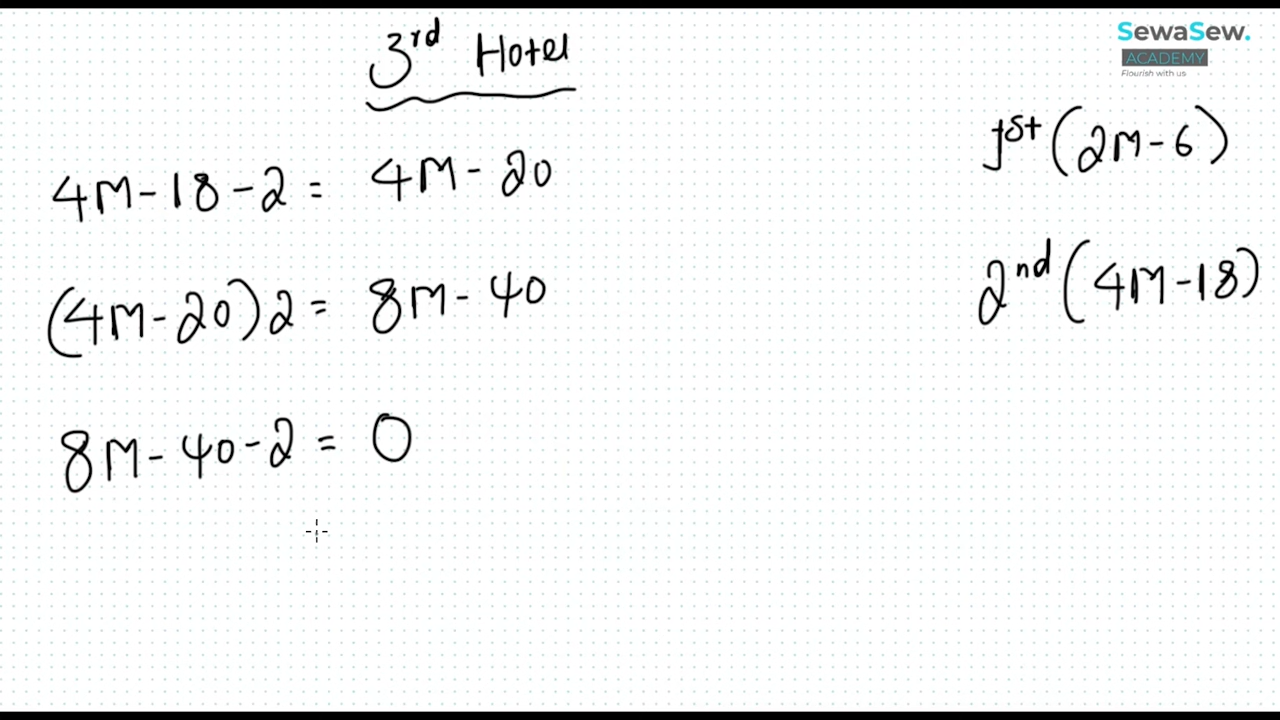 SewaSew.
ACADEMY
Flourish with us
3rd Hotel
4M-18-2 = 4M-20
(4M-20)2 = 8M-40
8M-40-2 = 0
1st (2M-6)
2nd (4M-18)